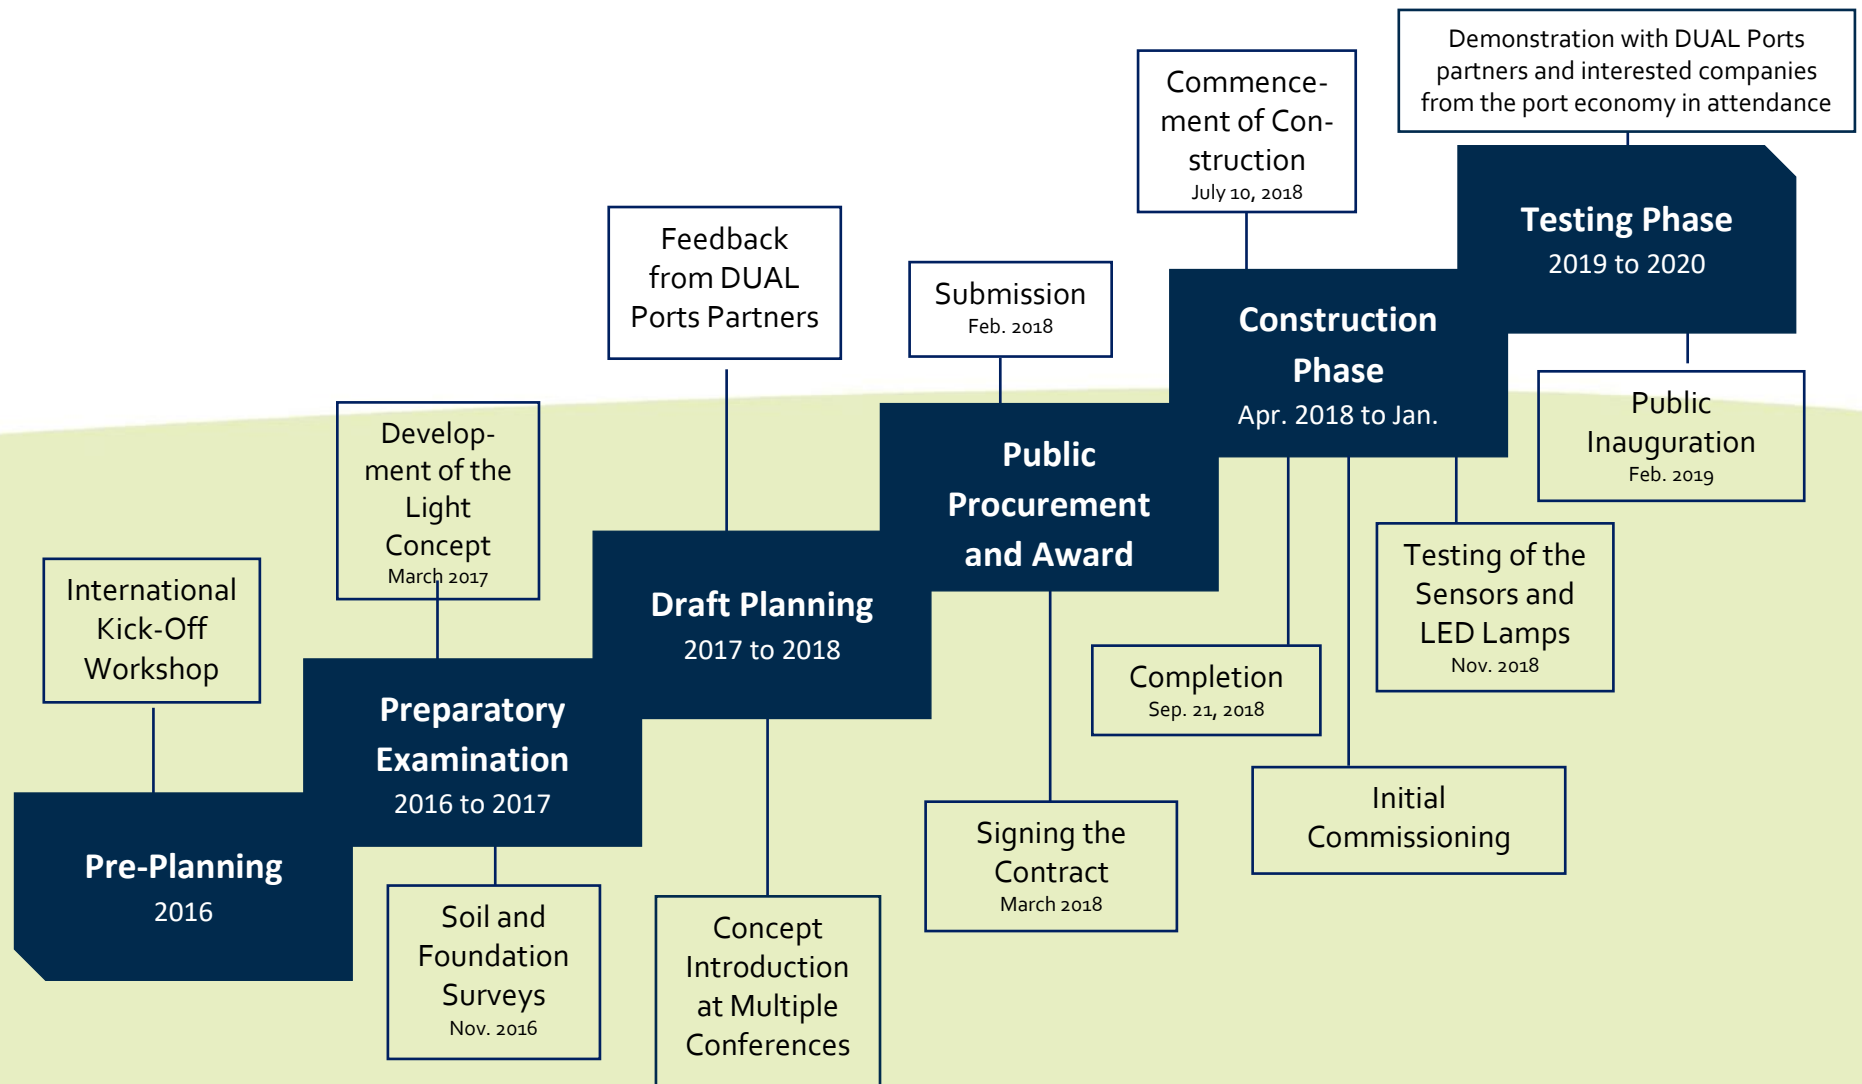 Demonstration with DUAL Ports
partners and interested companies
from the port economy in attendance
Commence-
ment of Con-
struction
July 10, 2018
Testing Phase
2019 to 2020
Feedback
from DUAL
Ports Partners
Submission
Feb. 2018
Construction
Phase
Apr. 2018 to Jan.
Public
Inauguration
Feb. 2019
Develop-
ment of the
Light
Concept
March 2017
Public
Procurement
and Award
Testing of the
Sensors and
LED Lamps
Nov. 2018
International
Kick-Off
Workshop
Draft Planning
2017 to 2018
Completion
Sep. 21, 2018
Preparatory
Examination
2016 to 2017
Initial
Commissioning
Signing the
Contract
March 2018
Pre-Planning
2016
Soil and
Foundation
Surveys
Nov. 2016
Concept
Introduction
at Multiple
Conferences